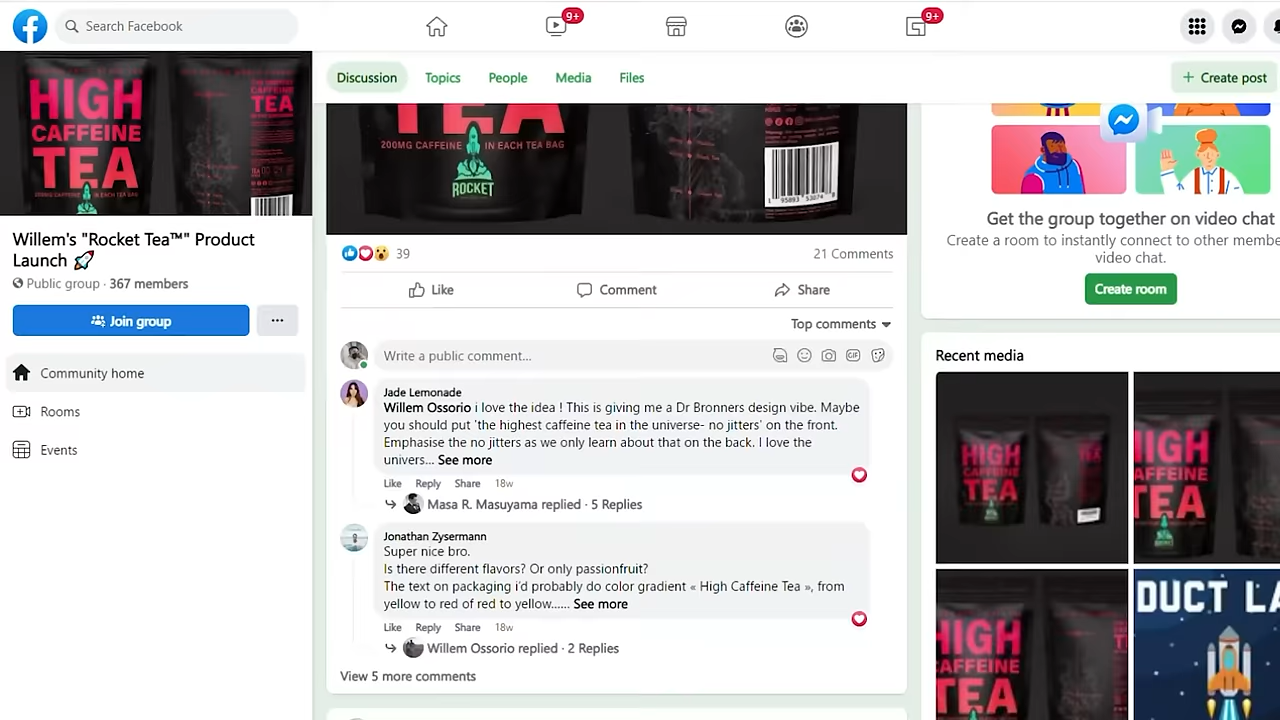 Search Facebook
9+
9+
HIGH
CAFFEINE
TEA
200MG CAFFEINE IN EACH TEA BAG
TEA
Willem's "Rocket Tea™" Product
Launch 🚀
Public group · 367 members
Join group
...
Community home
Rooms
Events
Discussion
Topics
People
Media
Files
+ Create post
TEA
200MG CAFFEINE IN EACH TEA BAG
ROCKET
39
21 Comments
Like
Comment
Share
Top comments
Write a public comment...
GIF
Jade Lemonade
Willem Ossorio i love the idea ! This is giving me a Dr Bronners design vibe. Maybe
you should put 'the highest caffeine tea in the universe- no jitters' on the front.
Emphasise the no jitters as we only learn about that on the back. I love the
univers... See more
Like Reply Share 18w
Masa R. Masuyama replied · 5 Replies
Jonathan Zysermann
Super nice bro.
Is there different flavors? Or only passionfruit?
The text on packaging i'd probably do color gradient « High Caffeine Tea », from
yellow to red of red to yellow...... See more
Like Reply Share 18w
Willem Ossorio replied · 2 Replies
View 5 more comments
Get the group together on video chat
Create a room to instantly connect to other membe
video chat.
Create room
Recent media
HIGH
CAFFEINE
TEA
HIGH
CAFFEINE
TEA
HIGH
CAFFEINE
TEA
DUCT LA